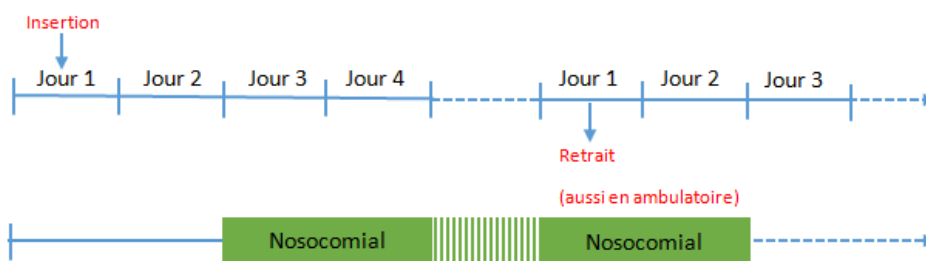 Insertion
Jour 1 Jour 2 Jour 3 Jour 4 Jour 1 Jour 2 Jour 3
Retrait
(aussi en ambulatoire)
Nosocomial Nosocomial